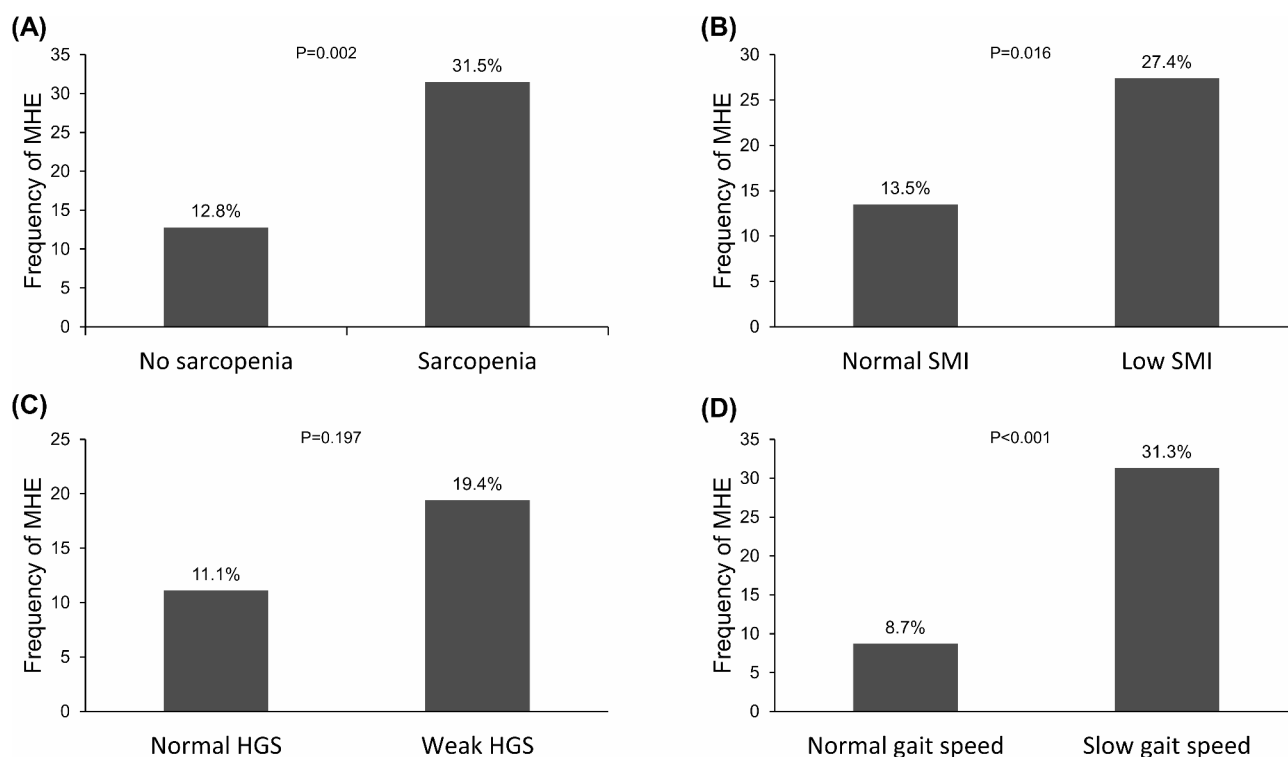 (A)
P=0.002
Frequency of MHE
35
30
25
20
15
10
5
0
12.8%
31.5%
No sarcopenia
Sarcopenia
(B)
P=0.016
Frequency of MHE
30
25
20
15
10
5
0
13.5%
27.4%
Normal SMI
Low SMI
(C)
P=0.197
Frequency of MHE
25
20
15
10
5
0
11.1%
19.4%
Normal HGS
Weak HGS
(D)
P<0.001
Frequency of MHE
35
30
25
20
15
10
5
0
8.7%
31.3%
Normal gait speed
Slow gait speed